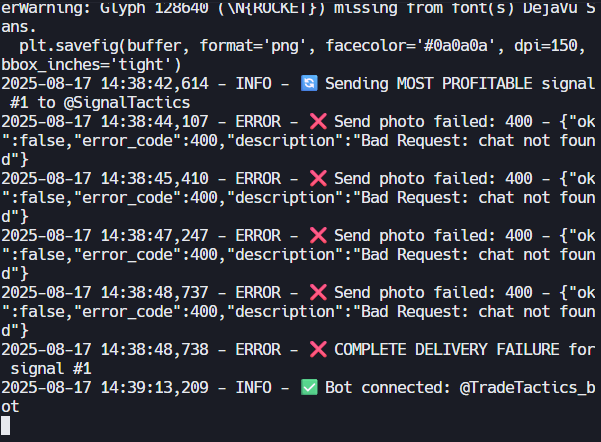 erWarning: Glyph 128640 (\N{ROCKET}) missing from font(s) DejaVu S
ans.
  plt.savefig(buffer, format='png', facecolor='#0a0a0a', dpi=150,
bbox_inches='tight')
2025-08-17 14:38:42,614 - INFO - 🔄 Sending MOST PROFITABLE signal
 #1 to @SignalTactics
2025-08-17 14:38:44,107 - ERROR - ❌ Send photo failed: 400 - {"ok
":false,"error_code":400,"description":"Bad Request: chat not foun
d"}
2025-08-17 14:38:45,410 - ERROR - ❌ Send photo failed: 400 - {"ok
":false,"error_code":400,"description":"Bad Request: chat not foun
d"}
2025-08-17 14:38:47,247 - ERROR - ❌ Send photo failed: 400 - {"ok
":false,"error_code":400,"description":"Bad Request: chat not foun
d"}
2025-08-17 14:38:48,737 - ERROR - ❌ Send photo failed: 400 - {"ok
":false,"error_code":400,"description":"Bad Request: chat not foun
d"}
2025-08-17 14:38:48,738 - ERROR - ❌ COMPLETE DELIVERY FAILURE for
 signal #1
2025-08-17 14:39:13,209 - INFO - ✅ Bot connected: @TradeTactics_b
ot